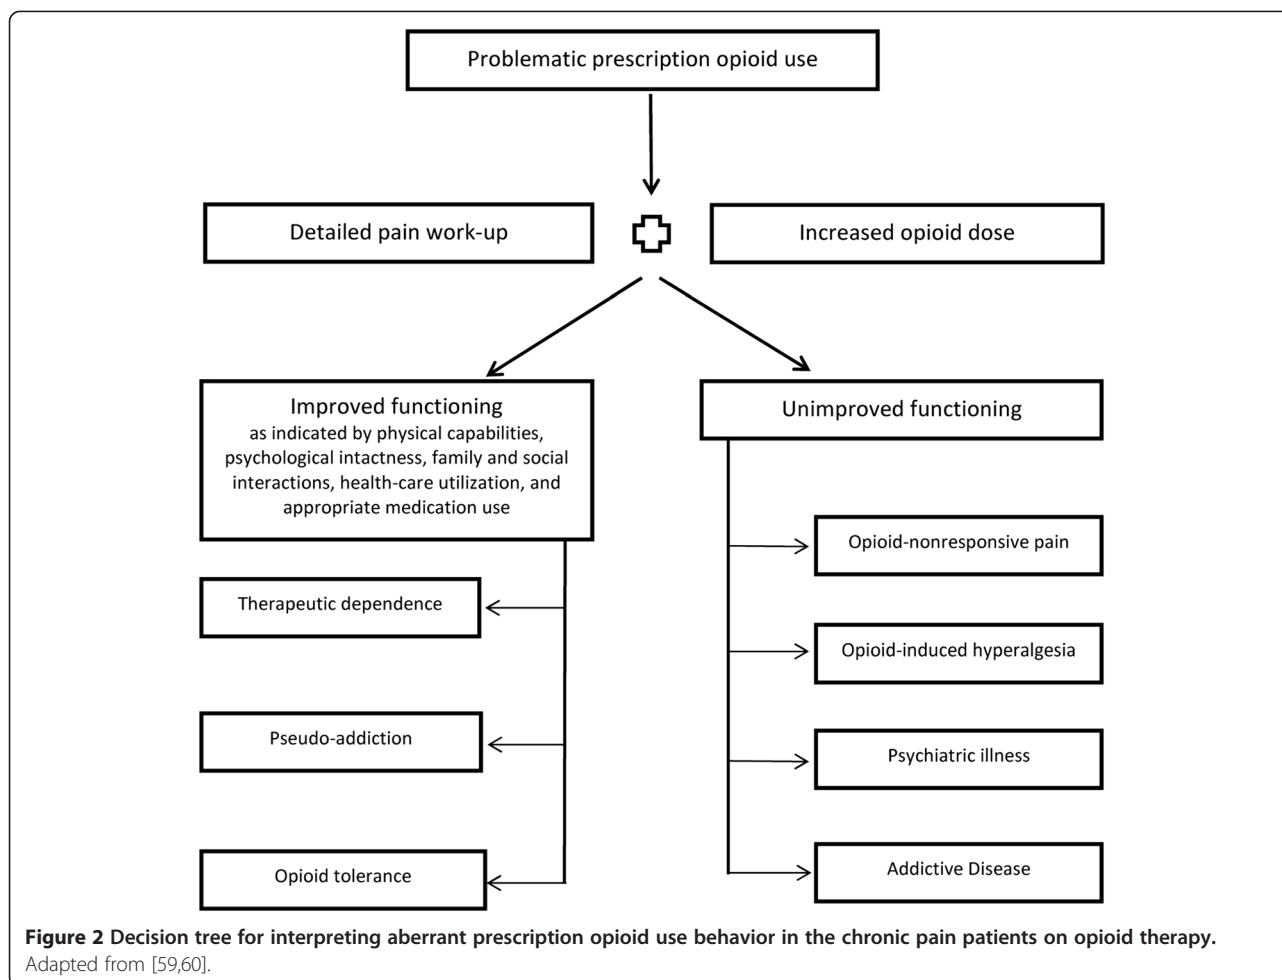 Problematic prescription opioid use
Detailed pain work-up
Increased opioid dose
Improved functioning
as indicated by physical capabilities,
psychological intactness, family and social
interactions, health-care utilization, and
appropriate medication use
Unimproved functioning
Therapeutic dependence
Pseudo-addiction
Opioid tolerance
Opioid-nonresponsive pain
Opioid-induced hyperalgesia
Psychiatric illness
Addictive Disease
Figure 2 Decision tree for interpreting aberrant prescription opioid use behavior in the chronic pain patients on opioid therapy.
Adapted from [59,60].